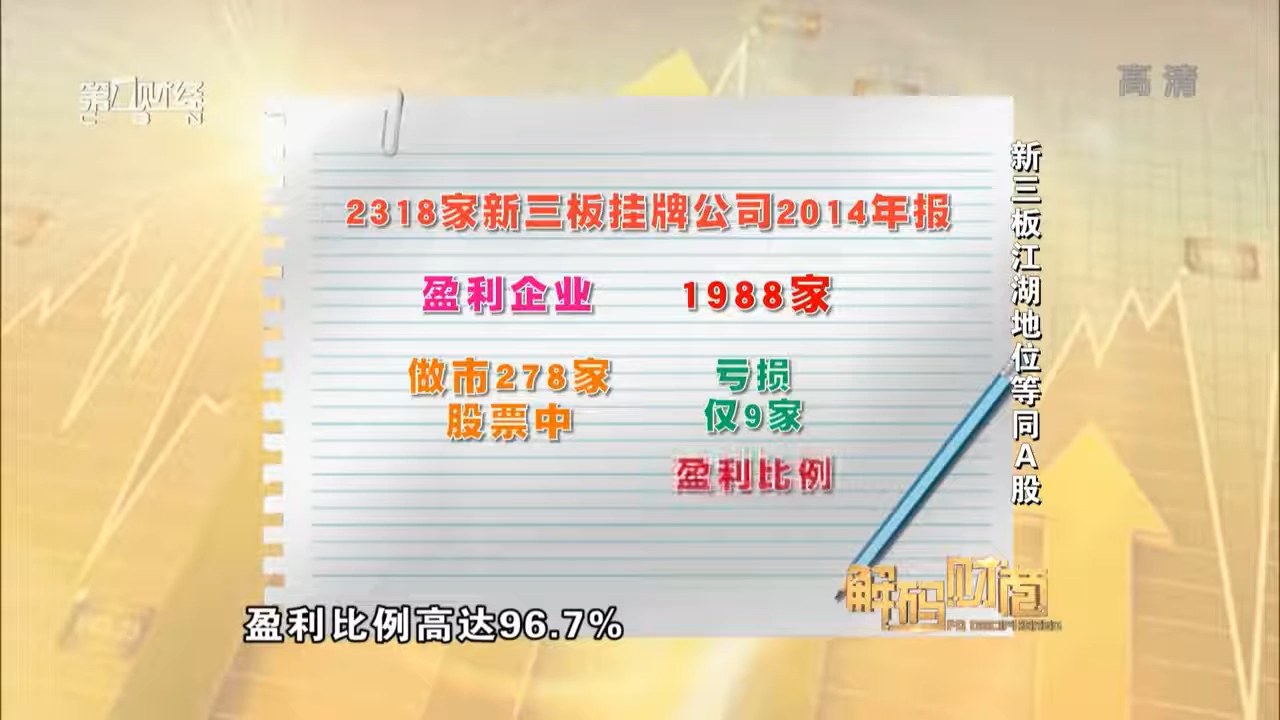 第一财经
CBN
高清
2318家新三板挂牌公司2014年报
盈利企业 1988家
做市278家
股票中
亏损
仅9家
盈利比例
新三板江湖地位等同A股
解码财商
盈利比例高达96.7%